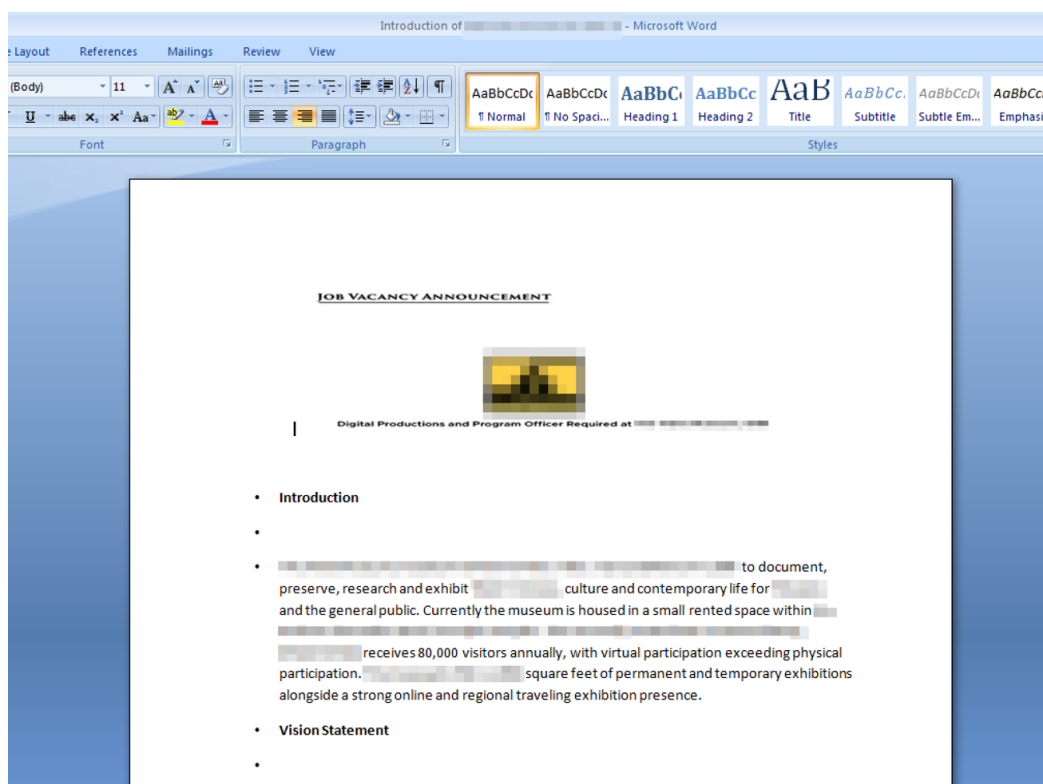 Introduction of - Microsoft Word
e Layout References Mailings Review View
(Body) 11
AaBbCcDc AaBbCcDc AaBbC AaBbCc AaB AaBbCc. AaBbCcDc AaBbCc
¶ Normal ¶ No Spaci... Heading 1 Heading 2 Title Subtitle Subtle Em... Emphasi
Font Paragraph Styles
JOB VACANCY ANNOUNCEMENT
Digital Productions and Program Officer Required at
• Introduction
•
• to document,
preserve, research and exhibit culture and contemporary life for
and the general public. Currently the museum is housed in a small rented space within
receives 80,000 visitors annually, with virtual participation exceeding physical
participation. square feet of permanent and temporary exhibitions
alongside a strong online and regional traveling exhibition presence.
• Vision Statement
•